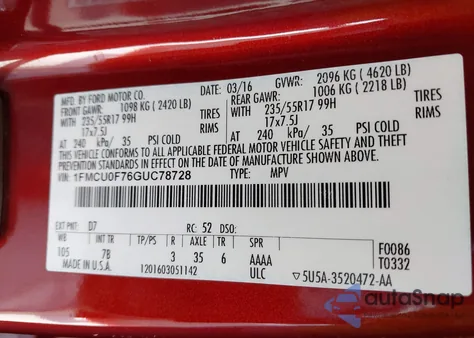 MFD. BY FORD MOTOR CO.
03/16 GVWR: 2096 KG (4620 LB)
FRONT GAWR: 1098 KG (2420 LB)
REAR GAWR: 1006 KG (2218 LB)
WITH 235/55R17 99H TIRES
WITH 235/55R17 99H TIRES
17x7.5J RIMS
17x7.5J RIMS
AT 240 kPa/ 35 PSI COLD
AT 240 kPa/ 35 PSI COLD
THIS VEHICLE CONFORMS TO ALL APPLICABLE FEDERAL MOTOR VEHICLE SAFETY, BUMPER, AND THEFT PREVENTION STANDARDS IN EFFECT ON THE DATE OF MANUFACTURE SHOWN ABOVE.
VIN: 1FMCU0F76GUC78728
TYPE: MPV
EXT PNT: D7 RC: 52 DSO:
WB INT TR TP/PS R AXLE TR SPR
105 7B 3 35 6 AAAA
F0086
T0332
MADE IN U.S.A. 1201603051142 ULC
5U5A-3520472-AA
autoSnap